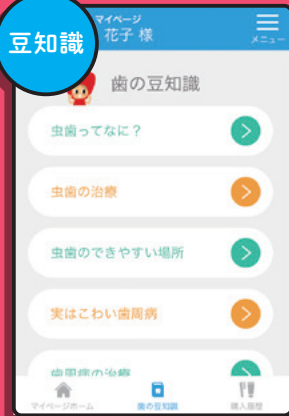 豆知識
マイページ
花子 様
メニュー
歯の豆知識
虫歯ってなに?
虫歯の治療
虫歯のできやすい場所
実はこわい歯周病
歯周病の治療
マイページホーム
歯の豆知識
購入履歴